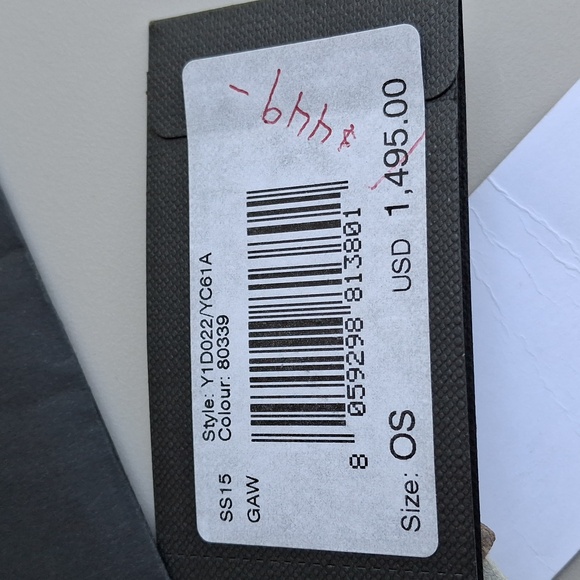 SS15 Style: Y1D022/YC61A
GAW Colour: 80339
8 059298 813801
Size: OS USD 1,495.00
$449-